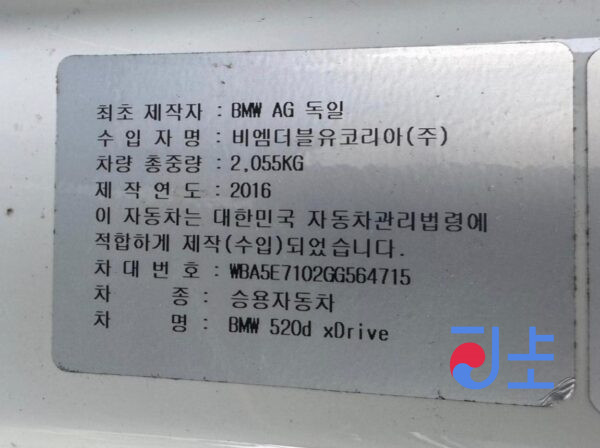 최초 제작자 : BMW AG 독일
수 입 자 명 : 비엠더블유코리아(주)
차량 총중량 : 2,055KG
제 작 연 도 : 2016
이 자동차는 대한민국 자동차관리법령에
적합하게 제작(수입)되었습니다.
차 대 번 호 : WBA5E7102GG564715
차 종 : 승용자동차
차 명 : BMW 520d xDrive